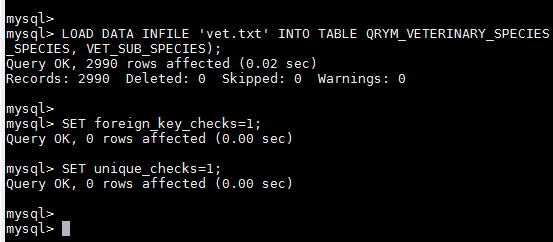 mysql>
mysql> LOAD DATA INFILE 'vet.txt' INTO TABLE QRYM_VETERINARY_SPECIES
_SPECIES, VET_SUB_SPECIES);
Query OK, 2990 rows affected (0.02 sec)
Records: 2990  Deleted: 0  Skipped: 0  Warnings: 0
mysql>
mysql> SET foreign_key_checks=1;
Query OK, 0 rows affected (0.00 sec)
mysql> SET unique_checks=1;
Query OK, 0 rows affected (0.00 sec)
mysql>
mysql>